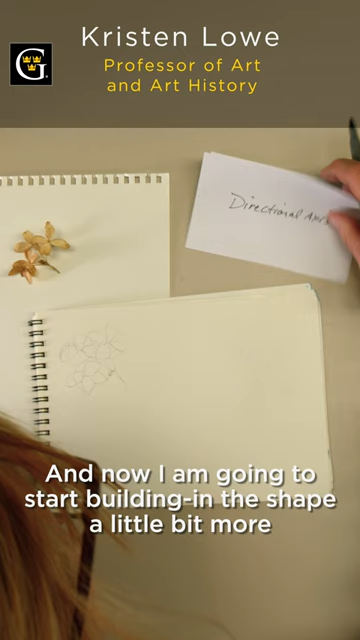 Kristen Lowe
G
Professor of Art
and Art History
Directional
And now I am going to
start building-in the shape
a little bit more